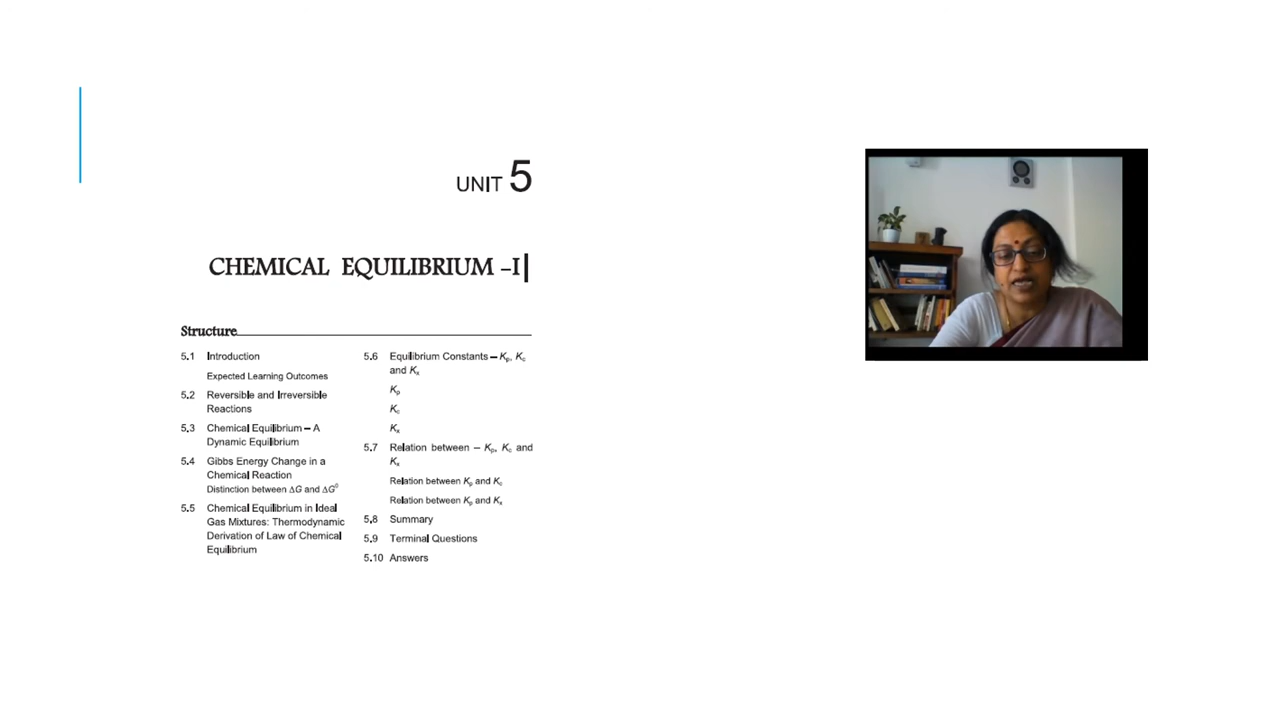 UNIT 5
CHEMICAL EQUILIBRIUM –I
Structure
5.1 Introduction
Expected Learning Outcomes
5.2 Reversible and Irreversible
Reactions
5.3 Chemical Equilibrium – A
Dynamic Equilibrium
5.4 Gibbs Energy Change in a
Chemical Reaction
Distinction between ΔG and ΔG⁰
5.5 Chemical Equilibrium in Ideal
Gas Mixtures: Thermodynamic
Derivation of Law of Chemical
Equilibrium
5.6 Equilibrium Constants – Kp, Kc
and Kx
Kp
Kc
Kx
5.7 Relation between – Kp, Kc and
Kx
Relation between Kp and Kc
Relation between Kp and Kx
5.8 Summary
5.9 Terminal Questions
5.10 Answers